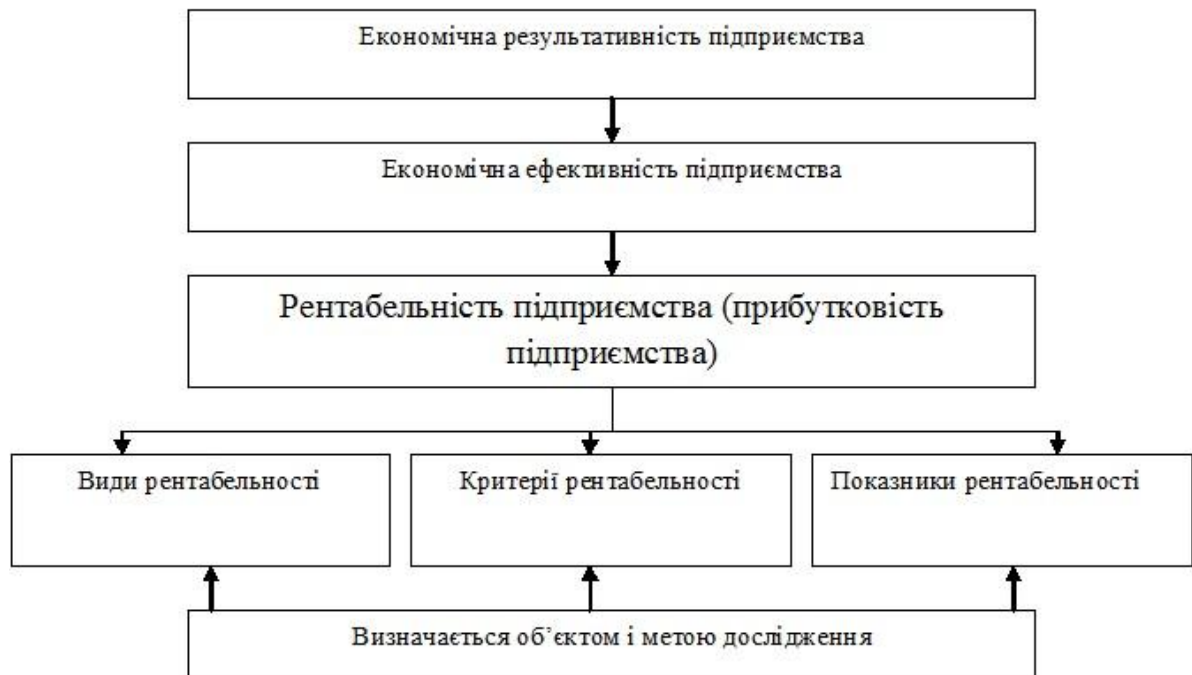 Економічна результативність підприємства
Економічна ефективність підприємства
Рентабельність підприємства (прибутковість
підприємства)
Види рентабельності
Критерії рентабельності
Показники рентабельності
Визначається об’єктом і метою дослідження